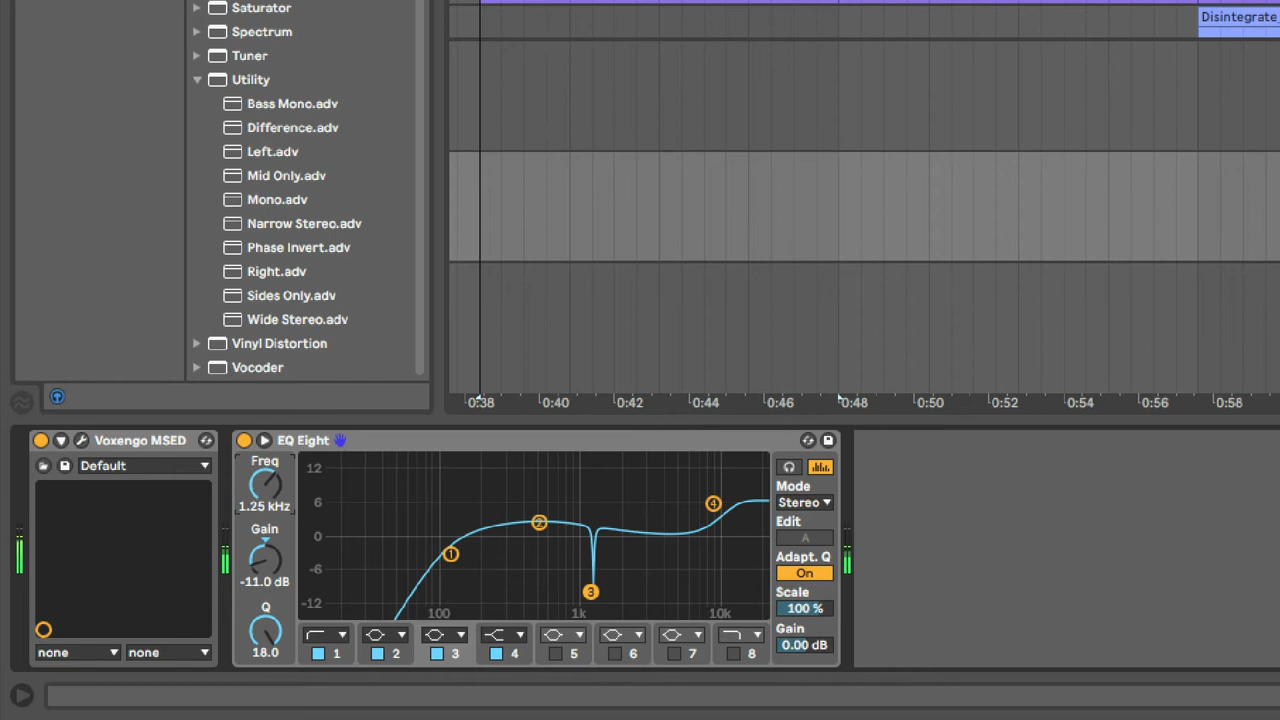 Saturator
Spectrum
Tuner
Utility
Bass Mono.adv
Difference.adv
Left.adv
Mid Only.adv
Mono.adv
Narrow Stereo.adv
Phase Invert.adv
Right.adv
Sides Only.adv
Wide Stereo.adv
Vinyl Distortion
Vocoder
Disintegrate
0:38 0:40 0:42 0:44 0:46 0:48 0:50 0:52 0:54 0:56 0:58
Voxengo MSED
Default
none none
EQ Eight
Freq
1.25 kHz
Gain
-11.0 dB
Q
18.0
12
6
0
-6
-12
100 1k 10k
1 2 3 4
1 2 3 4 5 6 7 8
Mode
Stereo
Edit
A
Adapt. Q
On
Scale
100 %
Gain
0.00 dB